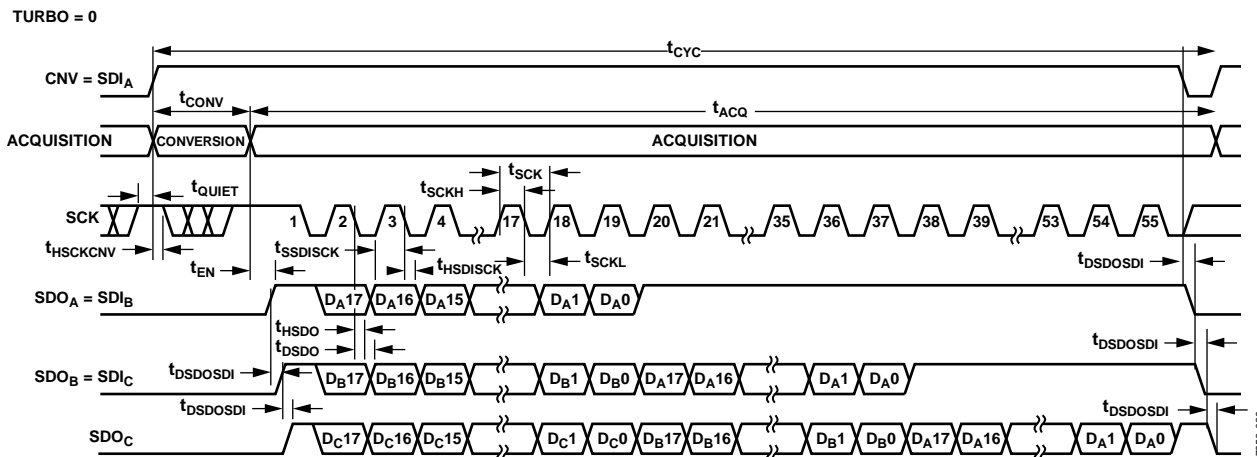 TURBO = 0
tCYC
CNV = SDIA
tCONV
tACQ
ACQUISITION
CONVERSION
ACQUISITION
tQUIET
tSCK
tSCKH
SCK
1 2 3 4 17 18 19 20 21 35 36 37 38 39 53 54 55
tHSCKCNV
tSSDISCK
tHSDISCK
tSCKL
tDSDOSDI
tEN
SDOA = SDIB
DA17 DA16 DA15 DA1 DA0
tHSDO
tDSDO
tDSDOSDI
tDSDOSDI
SDOB = SDIC
DB17 DB16 DB15 DB1 DB0 DA17 DA16 DA1 DA0
tDSDOSDI
tDSDOSDI
SDOC
DC17 DC16 DC15 DC1 DC0 DB17 DB16 DB1 DB0 DA17 DA16 DA1 DA0